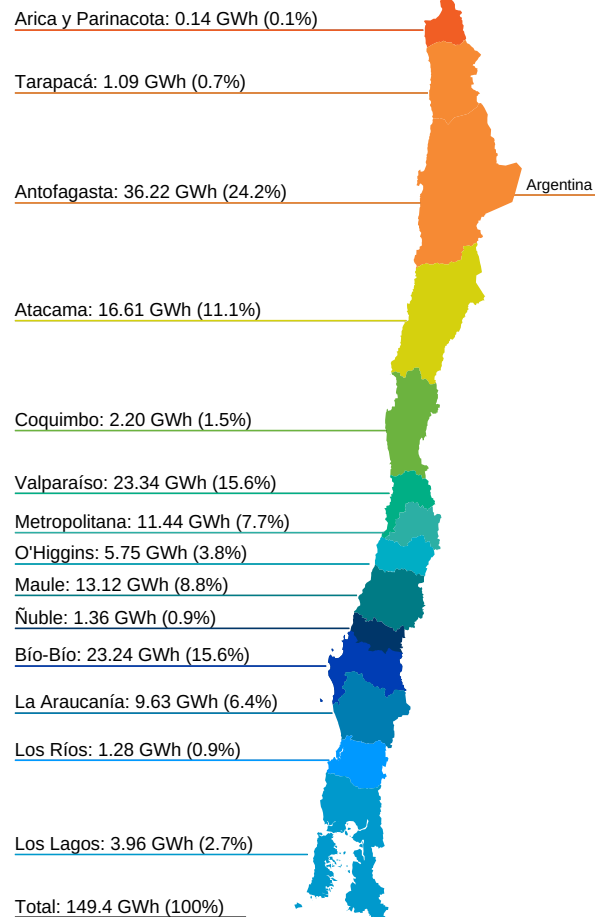 Arica y Parinacota: 0.14 GWh (0.1%)
Tarapacá: 1.09 GWh (0.7%)
Argentina
Antofagasta: 36.22 GWh (24.2%)
Atacama: 16.61 GWh (11.1%)
Coquimbo: 2.20 GWh (1.5%)
Valparaíso: 23.34 GWh (15.6%)
Metropolitana: 11.44 GWh (7.7%)
O'Higgins: 5.75 GWh (3.8%)
Maule: 13.12 GWh (8.8%)
Ñuble: 1.36 GWh (0.9%)
Bío-Bío: 23.24 GWh (15.6%)
La Araucanía: 9.63 GWh (6.4%)
Los Ríos: 1.28 GWh (0.9%)
Los Lagos: 3.96 GWh (2.7%)
Total: 149.4 GWh (100%)